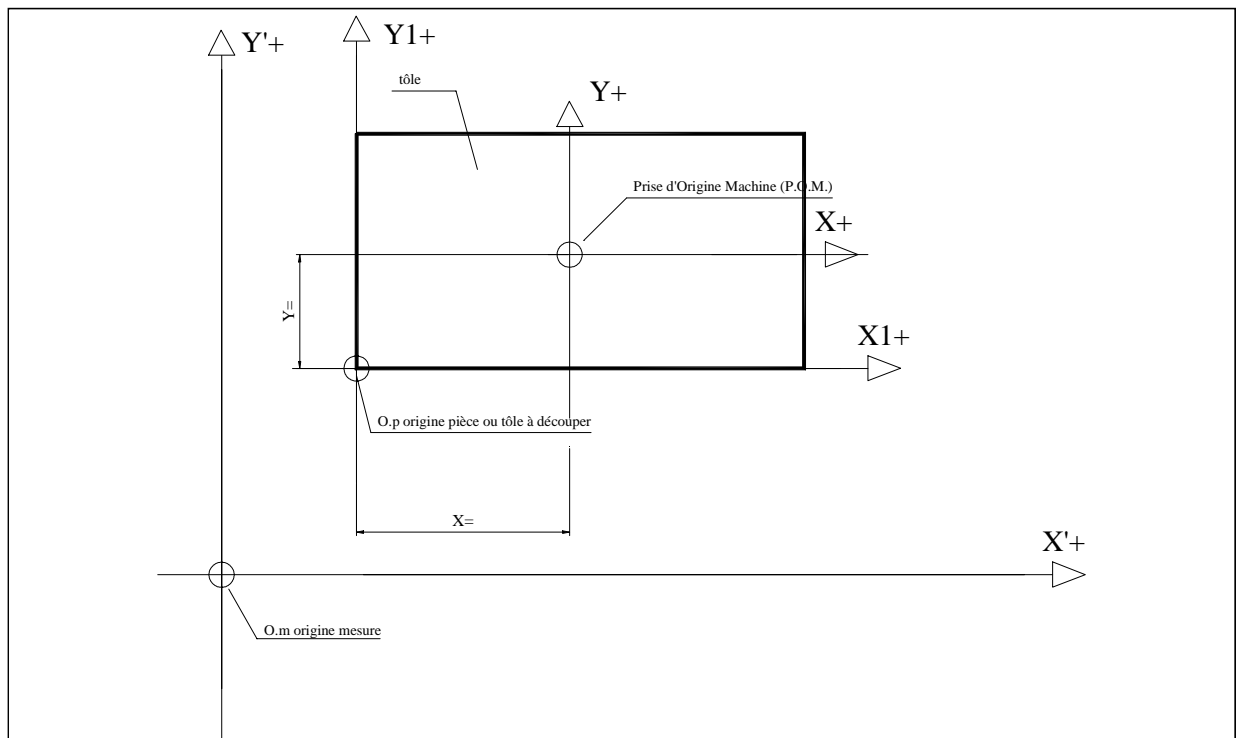 Y'+
Y1+
tôle
Y+
Prise d'Origine Machine (P.O.M.)
X+
Y=
X1+
O.p origine pièce ou tôle à découper
X=
X'+
O.m origine mesure